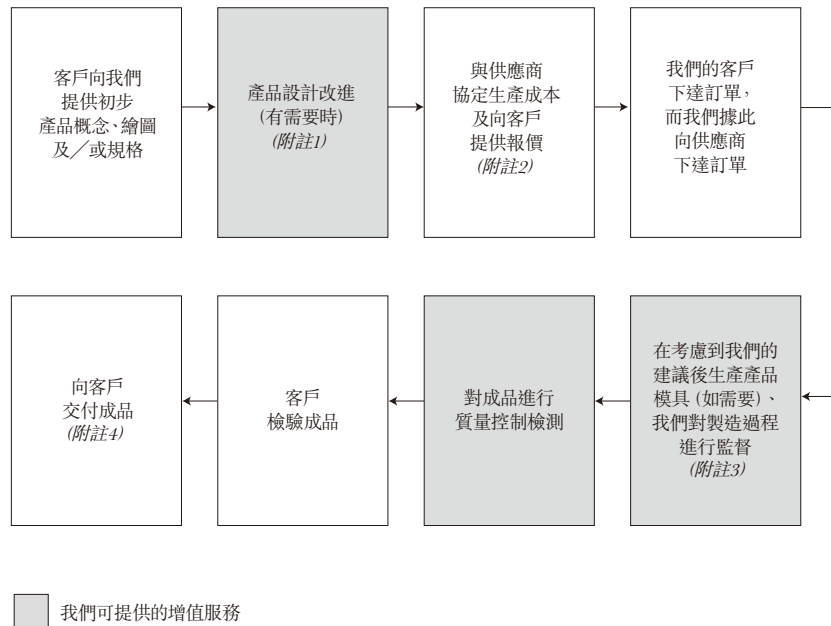 客戶向我們
提供初步
產品概念、繪圖
及╱或規格
產品設計改進
(有需要時)
(附註1)
與供應商
協定生產成本
及向客戶
提供報價
(附註2)
我們的客戶
下達訂單，
而我們據此
向供應商
下達訂單
在考慮到我們的
建議後生產產品
模具 (如需要)、
我們對製造過程
進行監督
(附註3)
對成品進行
質量控制檢測
客戶
檢驗成品
向客戶
交付成品
(附註4)
我們可提供的增值服務